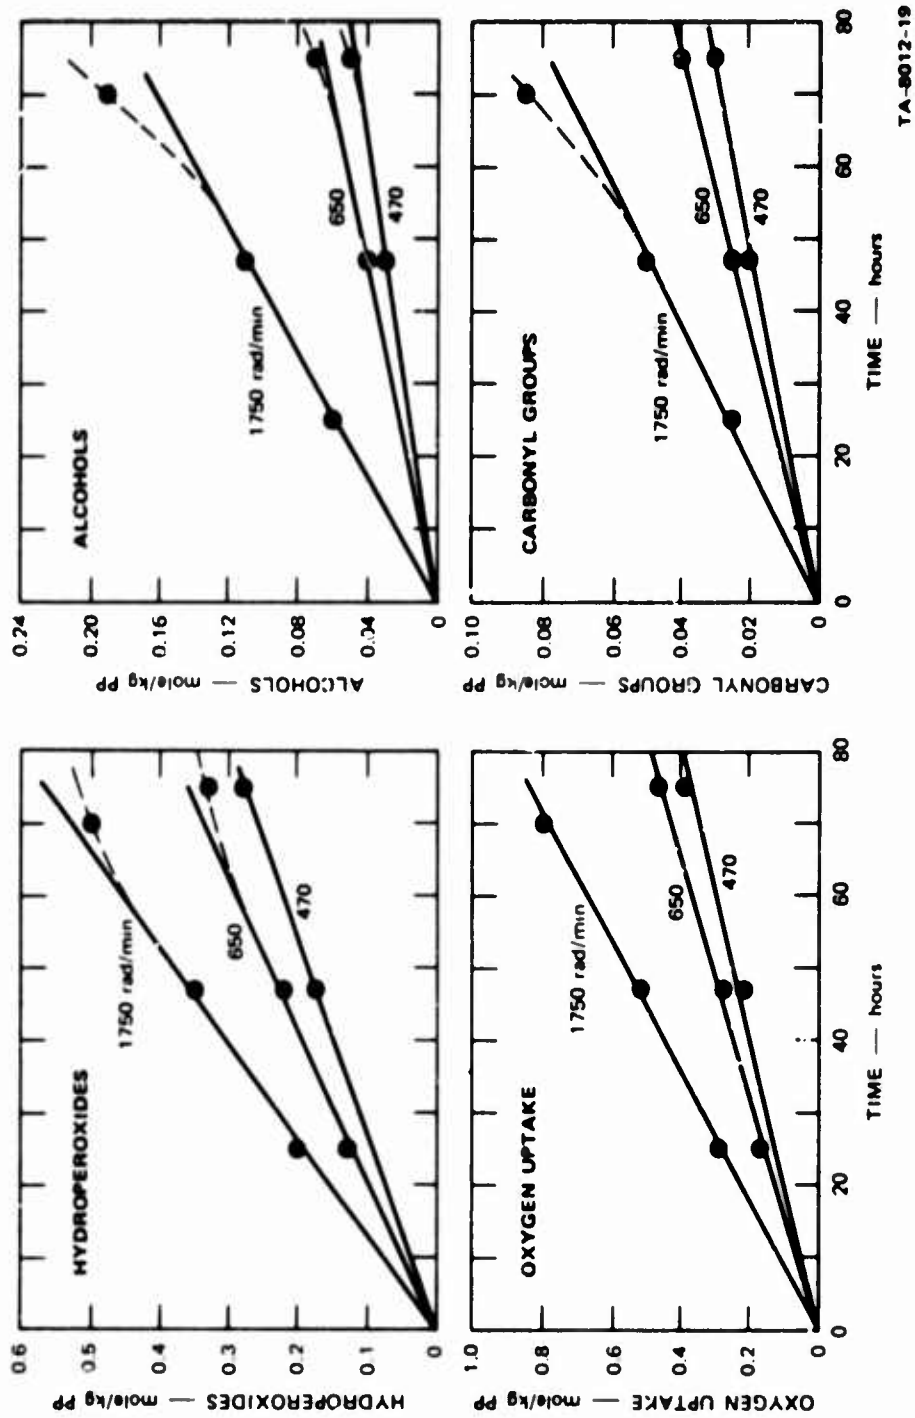 HYDROPEROXIDES — mole/kg PP
0.6
0.5
0.4
0.3
0.2
0.1
0
HYDROPEROXIDES
1750 rad/min
650
470
ALCOHOLS — mole/kg PP
0.24
0.20
0.16
0.12
0.08
0.04
0
ALCOHOLS
1750 rad/min
650
470
OXYGEN UPTAKE — mole/kg PP
1.0
0.8
0.6
0.4
0.2
0
OXYGEN UPTAKE
1750 rad/min
650
470
0 20 40 60 80
TIME — hours
CARBONYL GROUPS — mole/kg PP
0.10
0.08
0.06
0.04
0.02
0
CARBONYL GROUPS
1750 rad/min
650
470
0 20 40 60 80
TIME — hours
TA-8012-19